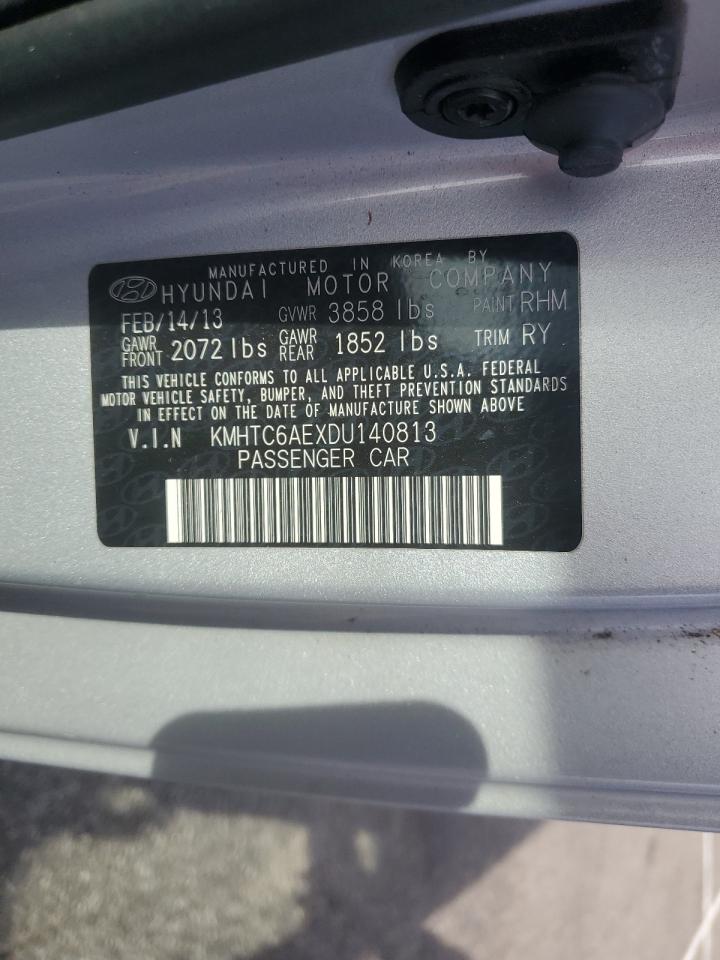 MANUFACTURED IN KOREA BY
HYUNDAI MOTOR COMPANY
FEB/14/13 GVWR 3858 lbs PAINT RHM
GAWR FRONT 2072 lbs GAWR REAR 1852 lbs TRIM RY
THIS VEHICLE CONFORMS TO ALL APPLICABLE U.S.A. FEDERAL
MOTOR VEHICLE SAFETY, BUMPER, AND THEFT PREVENTION STANDARDS
IN EFFECT ON THE DATE OF MANUFACTURE SHOWN ABOVE
V.I.N KMHTC6AEXDU140813
PASSENGER CAR